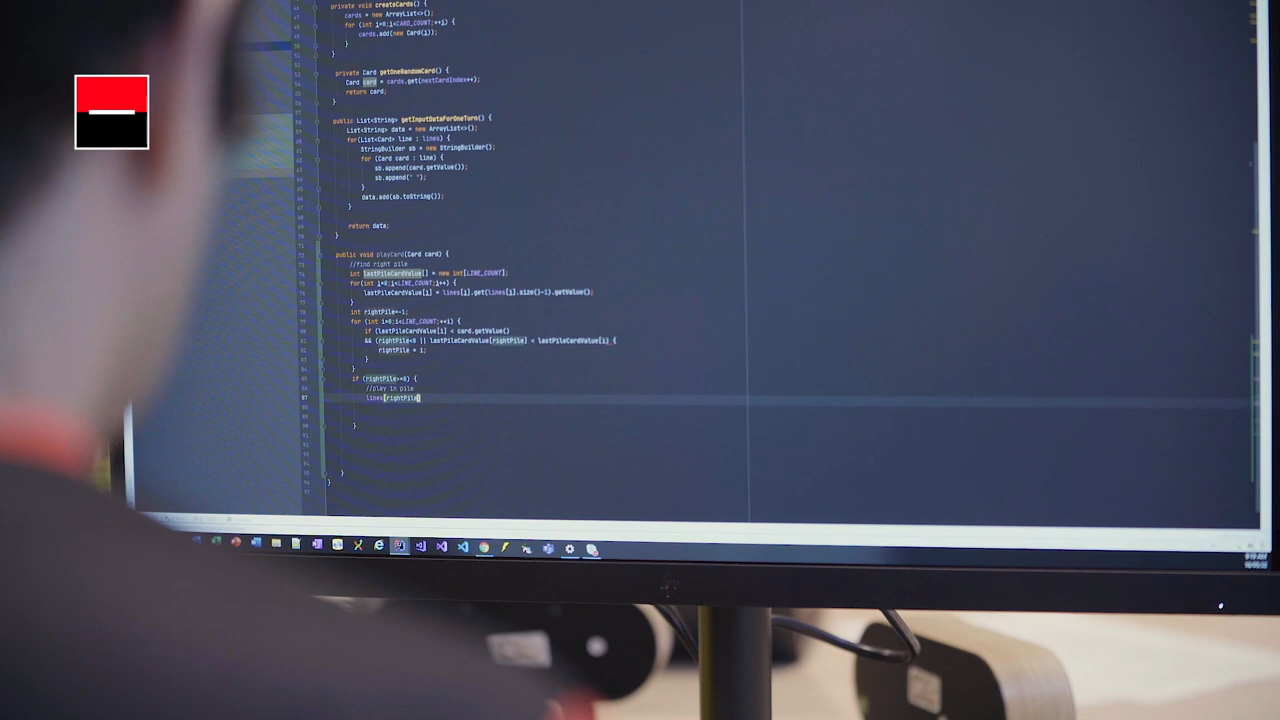 private void createCards() {
cards = new ArrayList<>();
for (int i=0;i<CARD_COUNT;++i) {
cards.add(new Card(i));
}
}
private Card getOneRandomCard() {
Card card = cards.get(nextCardIndex++);
return card;
}
public List<String> getInputDataForOneTurn() {
List<String> data = new ArrayList<>();
for(List<Card> line : lines) {
StringBuilder sb = new StringBuilder();
for (Card card : line) {
sb.append(card.getValue());
sb.append(" ");
}
data.add(sb.toString());
}
return data;
}
public void playCard(Card card) {
//find right pile
int lastPileCardValue[] = new int[LINE_COUNT];
for(int i=0;i<LINE_COUNT;i++) {
lastPileCardValue[i] = lines[i].get(lines[i].size()-1).getValue();
}
int rightPile=-1;
for (int i=0;i<LINE_COUNT;++i) {
if (lastPileCardValue[i] < card.getValue()
&& (rightPile<0 || lastPileCardValue[rightPile] < lastPileCardValue[i) {
rightPile = i;
}
}
if (rightPile>=0) {
//play in pile
lines[rightPile]
}
}
}